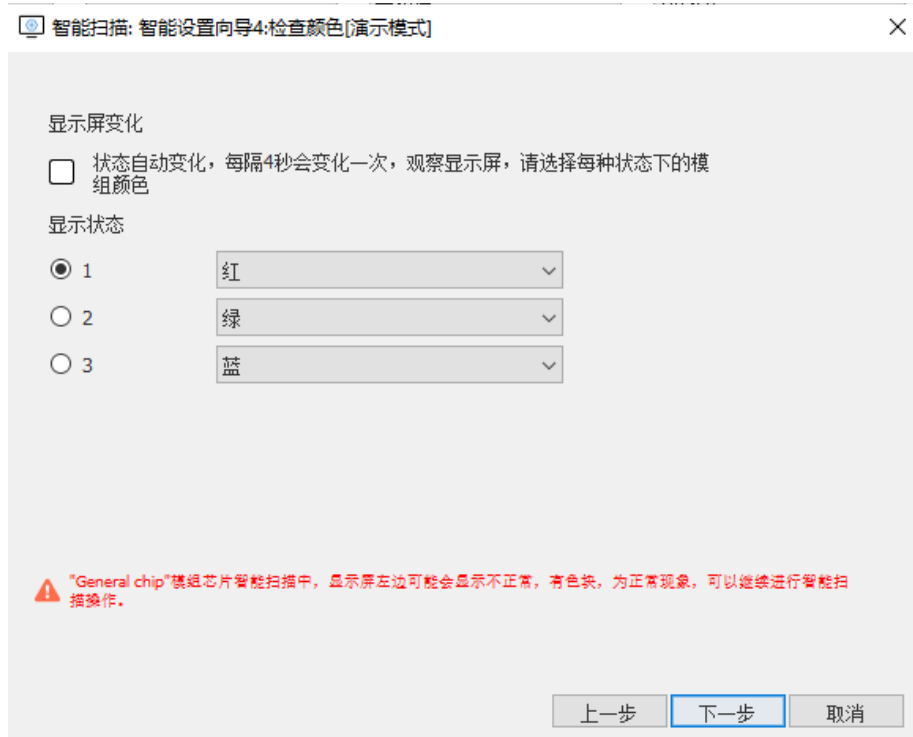 智能扫描: 智能设置向导4:检查颜色[演示模式]
显示屏变化
状态自动变化，每隔4秒会变化一次，观察显示屏，请选择每种状态下的模
组颜色
显示状态
1 红
2 绿
3 蓝
"General chip"模组芯片智能扫描中，显示屏左边可能会显示不正常，有色块，为正常现象，可以继续进行智能扫
描操作。
上一步 下一步 取消